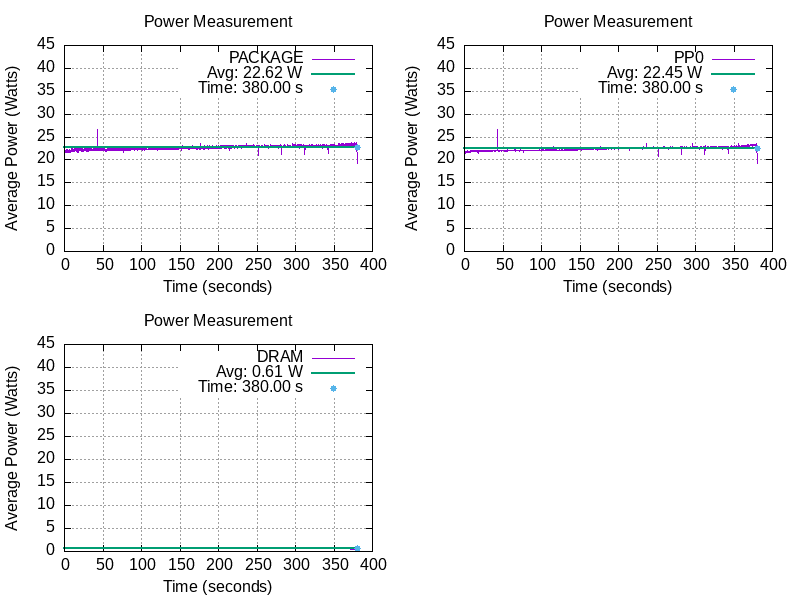 Power Measurement
45
40
35
30
25
20
15
10
5
0
Average Power (Watts)
PACKAGE
Avg: 22.62 W
Time: 380.00 s
0 50 100 150 200 250 300 350 400
Time (seconds)
Power Measurement
45
40
35
30
25
20
15
10
5
0
Average Power (Watts)
PP0
Avg: 22.45 W
Time: 380.00 s
0 50 100 150 200 250 300 350 400
Time (seconds)
Power Measurement
45
40
35
30
25
20
15
10
5
0
Average Power (Watts)
DRAM
Avg: 0.61 W
Time: 380.00 s
0 50 100 150 200 250 300 350 400
Time (seconds)